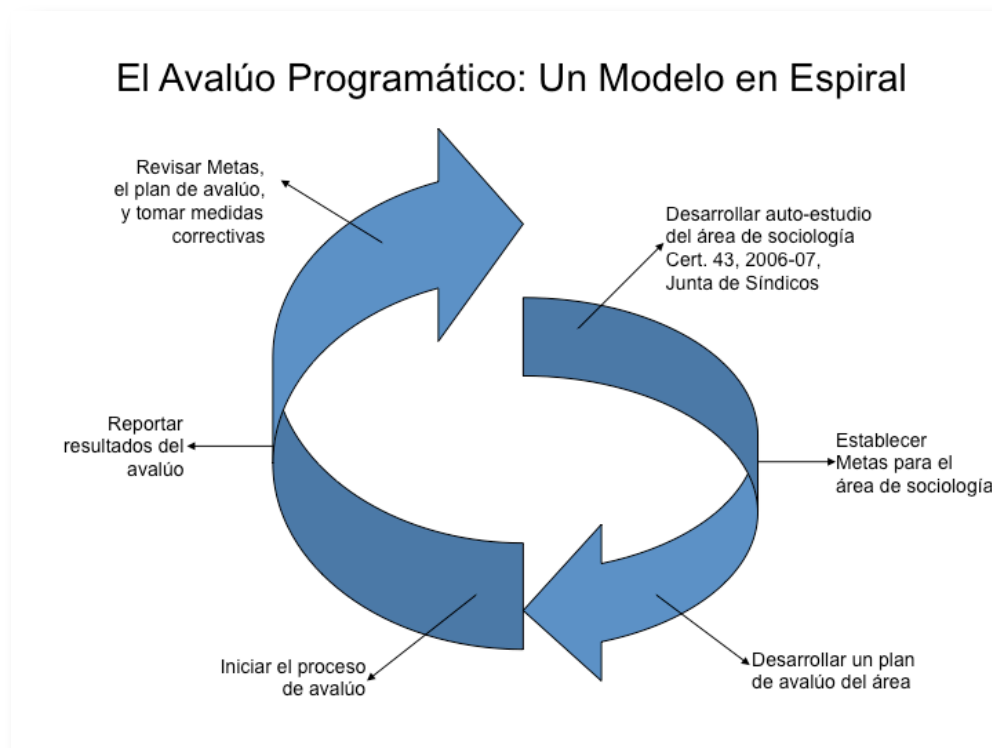 El Avalúo Programático: Un Modelo en Espiral
Revisar Metas,
el plan de avalúo,
y tomar medidas
correctivas
Desarrollar auto-estudio
del área de sociología
Cert. 43, 2006-07,
Junta de Síndicos
Reportar
resultados del
avalúo
Establecer
Metas para el
área de sociología
Iniciar el proceso
de avalúo
Desarrollar un plan
de avalúo del área